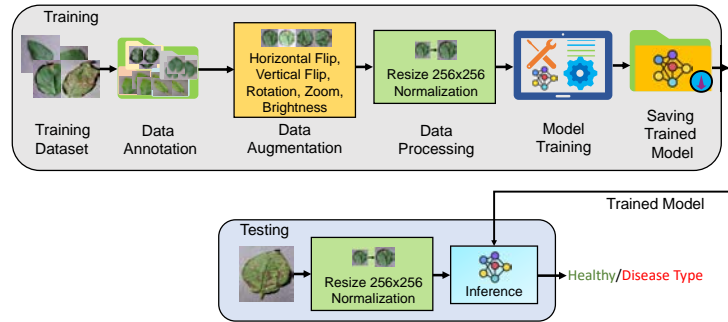 Training
Horizontal Flip,
Vertical Flip,
Rotation, Zoom,
Brightness
Resize 256x256
Normalization
Training
Dataset
Data
Annotation
Data
Augmentation
Data
Processing
Model
Training
Saving
Trained
Model
Trained Model
Testing
Resize 256x256
Normalization
Inference
Healthy/Disease Type